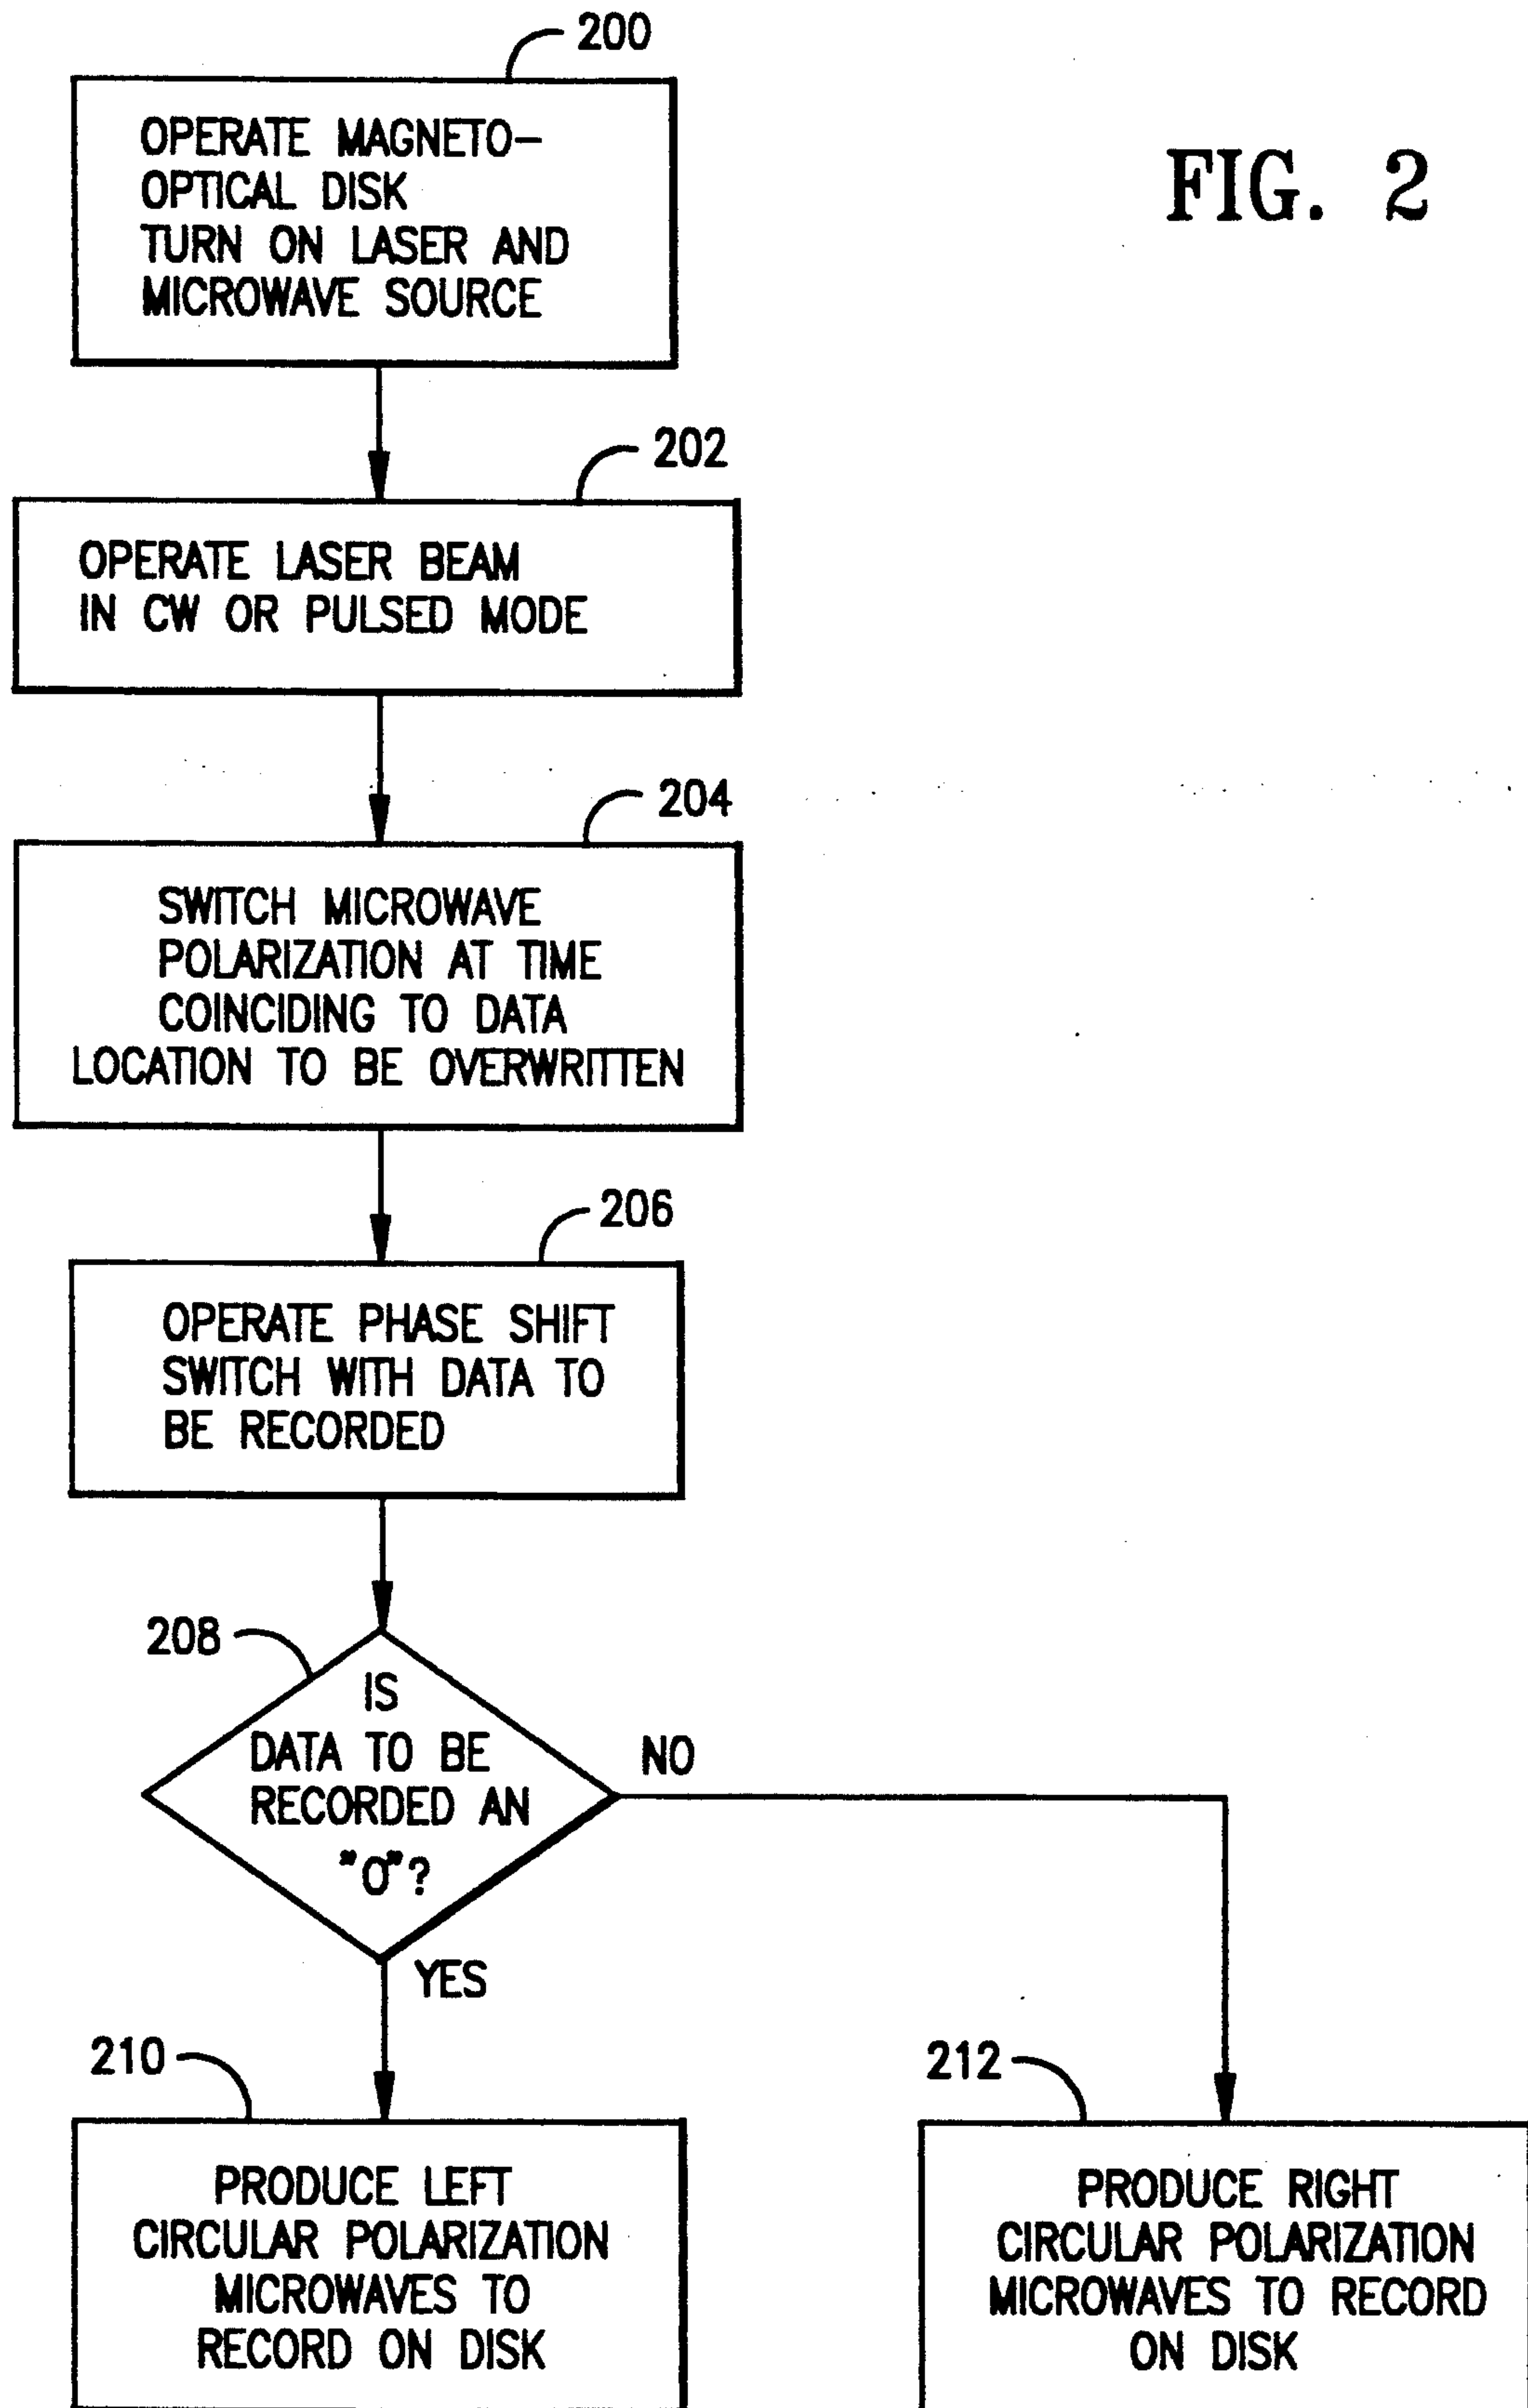 200
OPERATE MAGNETO-
OPTICAL DISK
TURN ON LASER AND
MICROWAVE SOURCE
FIG. 2
202
OPERATE LASER BEAM
IN CW OR PULSED MODE
204
SWITCH MICROWAVE
POLARIZATION AT TIME
COINCIDING TO DATA
LOCATION TO BE OVERWRITTEN
206
OPERATE PHASE SHIFT
SWITCH WITH DATA TO
BE RECORDED
208
IS
DATA TO BE
RECORDED AN
"0"?
NO
YES
210
PRODUCE LEFT
CIRCULAR POLARIZATION
MICROWAVES TO
RECORD ON DISK
212
PRODUCE RIGHT
CIRCULAR POLARIZATION
MICROWAVES TO RECORD
ON DISK